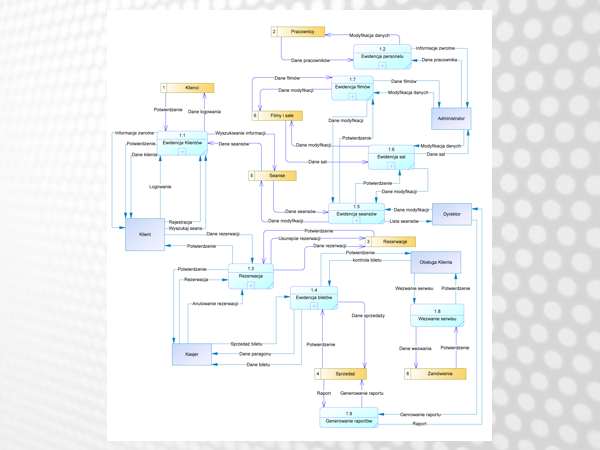 2 Pracownicy
Modyfikacja danych
1.2
Ewidencja personelu
Informacje zwrotne
Dane pracowników
Dane pracownika
1.7
Ewidencja filmów
Dane filmów
Dane filmów
Dane modyfikacji
Modyfikacja danych
1 Klienci
Potwierdzenie
Dane logowania
8 Filmy i sale
Dane modyfikacji
Administrator
Informacje zwrotne
1.1
Ewidencja Klientów
Wyszukiwanie informacji
Potwierdzenie
Potwierdzenie
Dane seansów
Dane modyfikacji
Modyfikacja danych
1.6
Ewidencja sal
Dane klienta
Dane sal
Dane sal
5 Seanse
Logowanie
Potwierdzenie
Dane modyfikacji
Dane seansów
1.5
Ewidencja seansów
Dane modyfikacji
Dyrektor
Dane modyfikacji
Lista seansów
Rejestracja
Wyszukaj seans
Klient
Dane rezerwacji
Potwierdzenie
Usunięcie rezerwacji
3 Rezerwacje
Potwierdzenie
Dane rezerwacji
Potwierdzenie
kontrola biletu
Obsługa Klienta
1.3
Rezerwacja
Potwierdzenie
Rezerwacja
1.4
Ewidencja biletów
Wezwanie serwisu
Potwierdzenie
Anulowanie rezerwacji
Dane sprzedaży
1.8
Wezwanie serwisu
Sprzedaż biletu
Potwierdzenie
Dene wezwania
Potwierdzenie
Kasjer
Dane paragonu
Dane biletu
4 Sprzedaż
6 Zamówienia
Raport
Generowanie raportu
1.9
Generowanie raportów
Genrowanie raportu
Raport